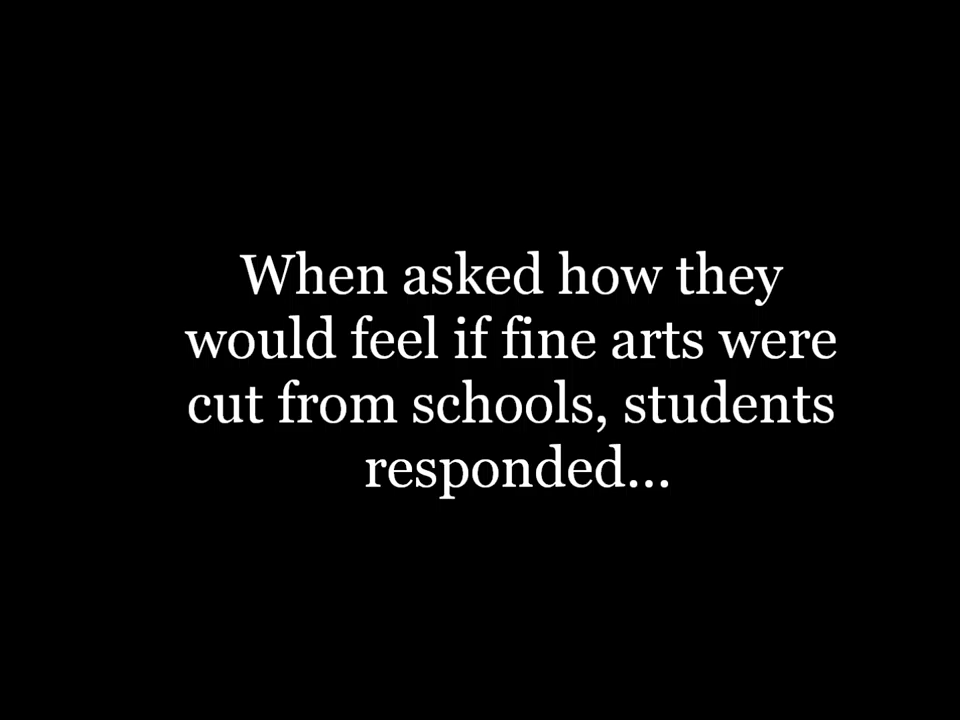 When asked how they
would feel if fine arts were
cut from schools, students
responded...